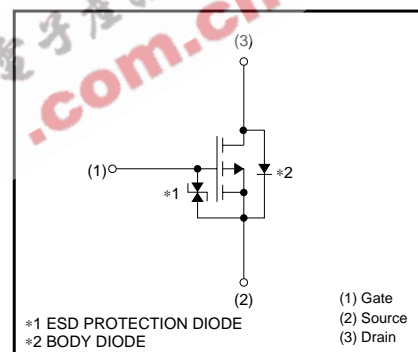 .com.cn
(3)
(1)
*1
*2
(2)
*1 ESD PROTECTION DIODE
*2 BODY DIODE
(1) Gate
(2) Source
(3) Drain